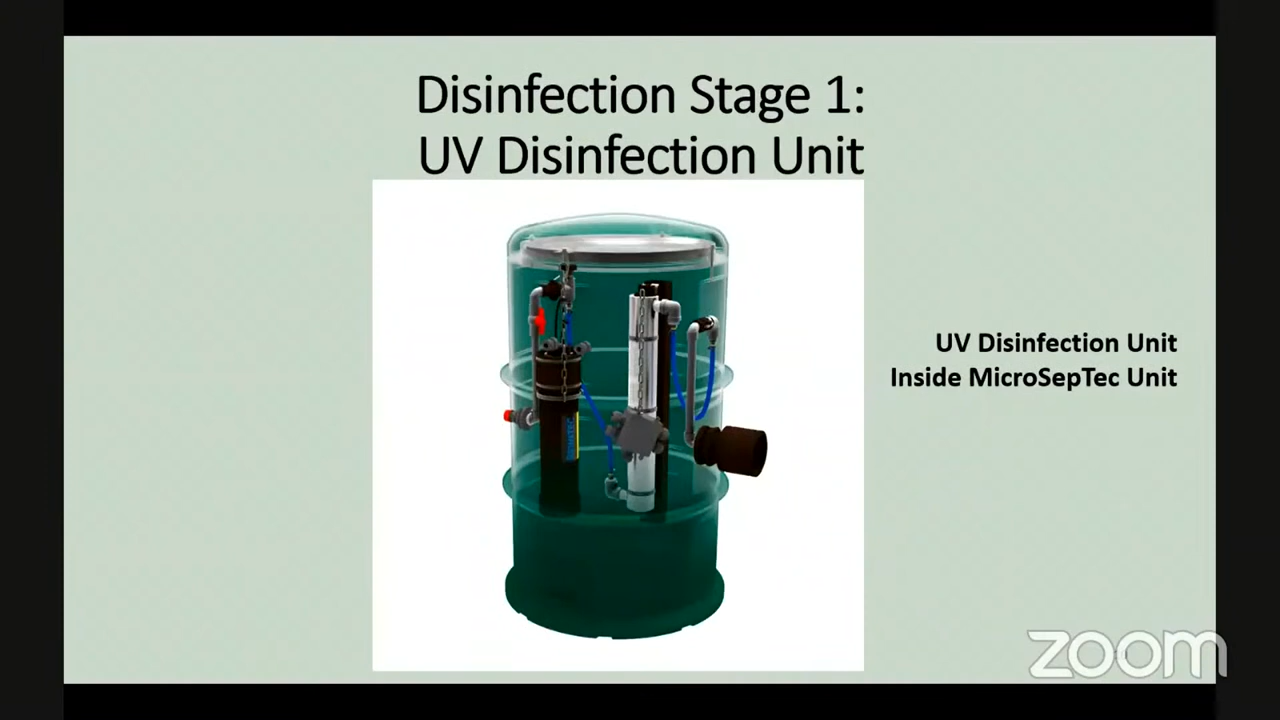 Disinfection Stage 1:
UV Disinfection Unit
UV Disinfection Unit
Inside MicroSepTec Unit
zoom